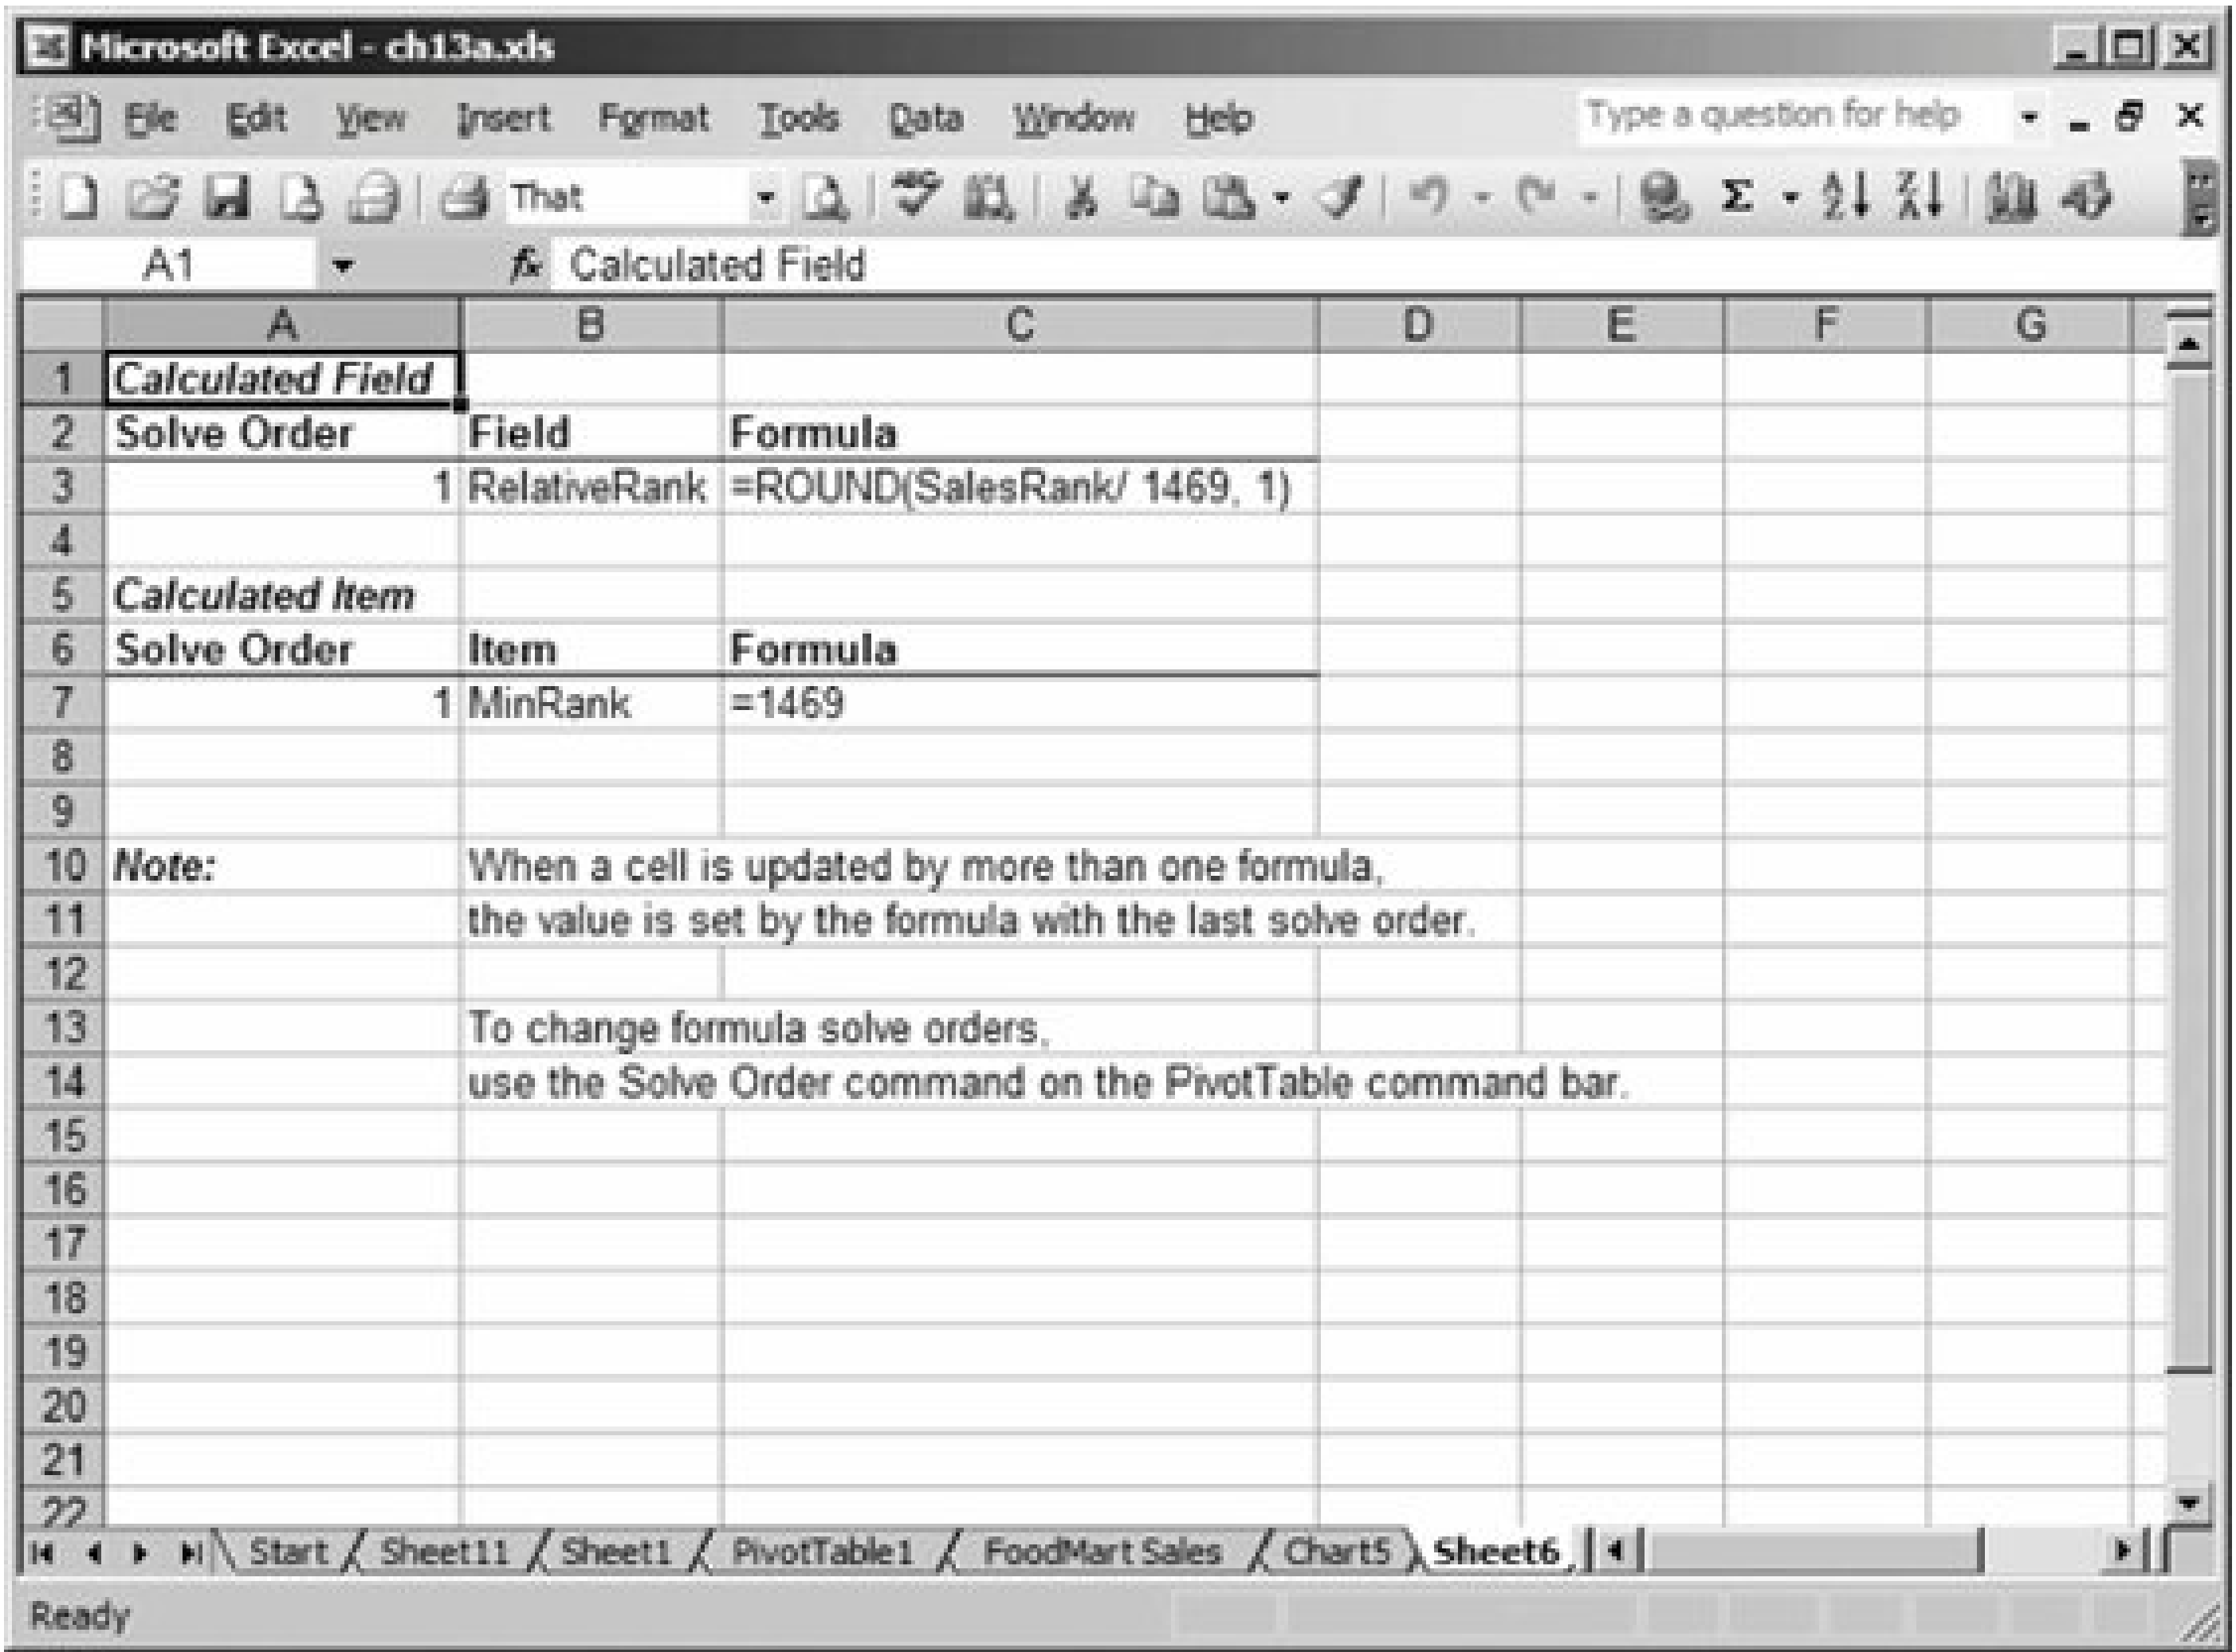 Microsoft Excel - ch13a.xls
File Edit View Insert Format Tools Data Window Help Type a question for help
That
A1 fx Calculated Field
A B C D E F G
1 Calculated Field
2 Solve Order Field Formula
3 1 RelativeRank =ROUND(SalesRank/ 1469, 1)
4
5 Calculated Item
6 Solve Order Item Formula
7 1 MinRank =1469
8
9
10 Note: When a cell is updated by more than one formula,
11 the value is set by the formula with the last solve order.
12
13 To change formula solve orders,
14 use the Solve Order command on the PivotTable command bar.
15
16
17
18
19
20
21
22
Start Sheet11 Sheet1 PivotTable1 FoodMart Sales Chart5 Sheet6
Ready